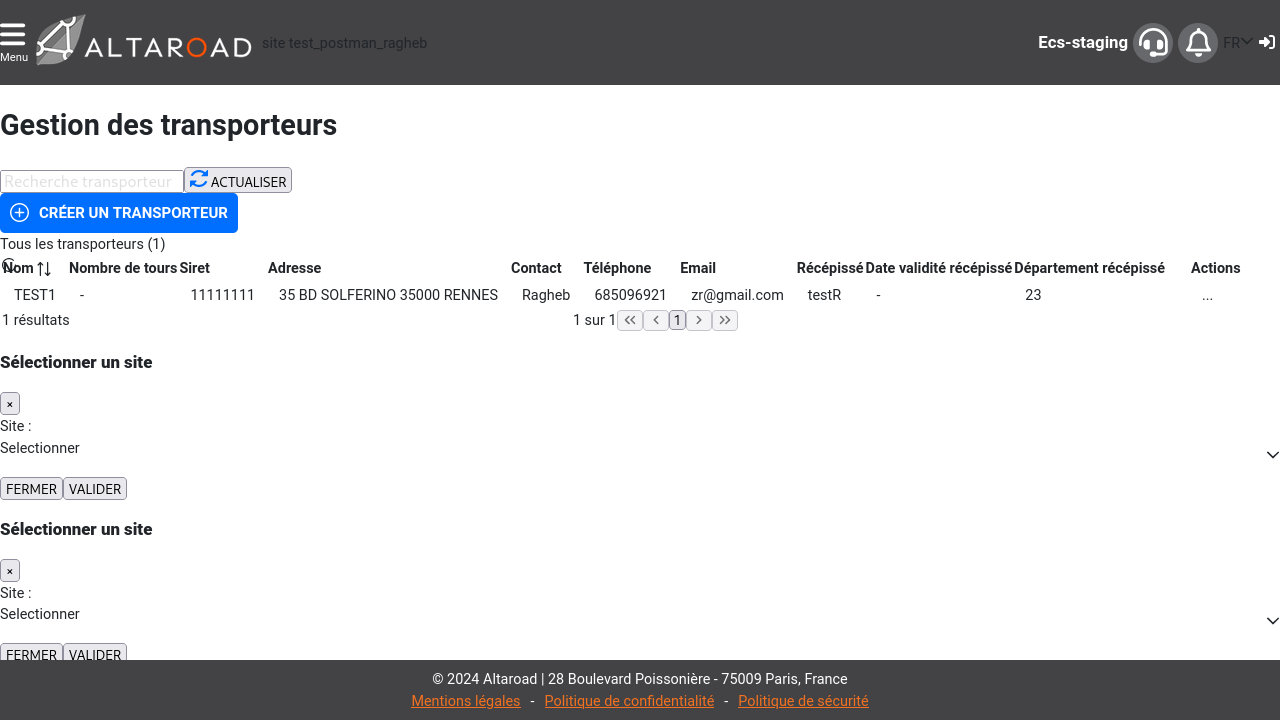 Menu
ALTAROAD
site test_postman_ragheb
Ecs-staging
FR
Gestion des transporteurs
Recherche transporteur
ACTUALISER
CRÉER UN TRANSPORTEUR
Tous les transporteurs (1)
Nom Nombre de tours Siret Adresse Contact Téléphone Email Récépissé Date validité récépissé Département récépissé Actions
TEST1 - 11111111 35 BD SOLFERINO 35000 RENNES Ragheb 685096921 zr@gmail.com testR - 23 ...
1 résultats 1 sur 1 1
Sélectionner un site
×
Site :
Selectionner
FERMER VALIDER
Sélectionner un site
×
Site :
Selectionner
FERMER VALIDER
© 2024 Altaroad | 28 Boulevard Poissonière - 75009 Paris, France
Mentions légales - Politique de confidentialité - Politique de sécurité